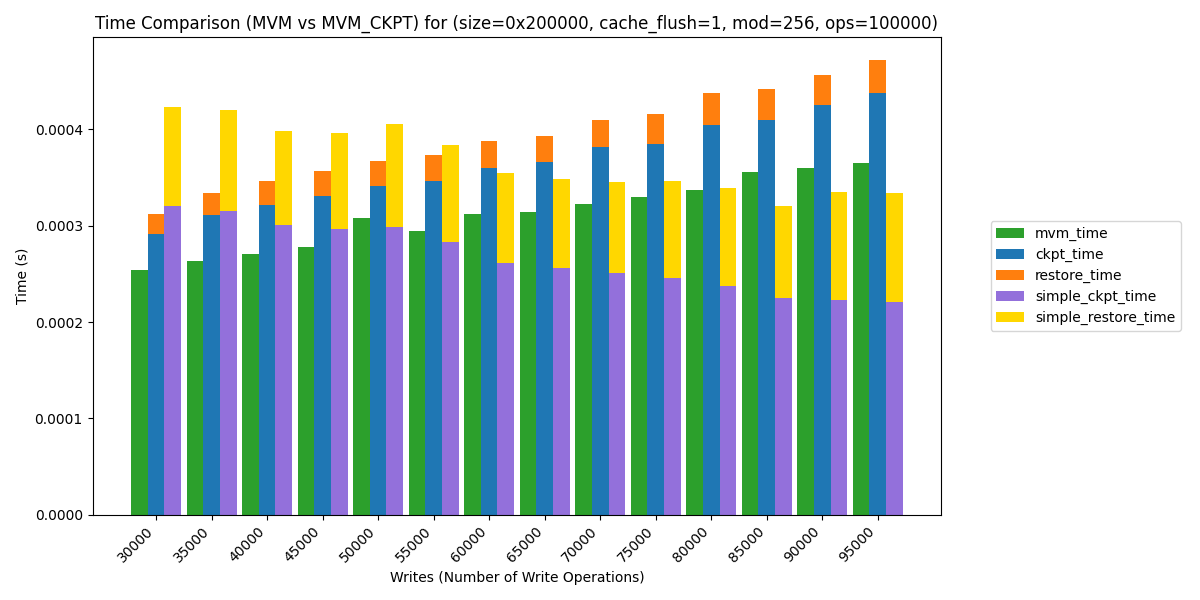 Time Comparison (MVM vs MVM_CKPT) for (size=0x200000, cache_flush=1, mod=256, ops=100000)
Time (s)
0.0004
0.0003
0.0002
0.0001
0.0000
30000 35000 40000 45000 50000 55000 60000 65000 70000 75000 80000 85000 90000 95000
Writes (Number of Write Operations)
mvm_time
ckpt_time
restore_time
simple_ckpt_time
simple_restore_time